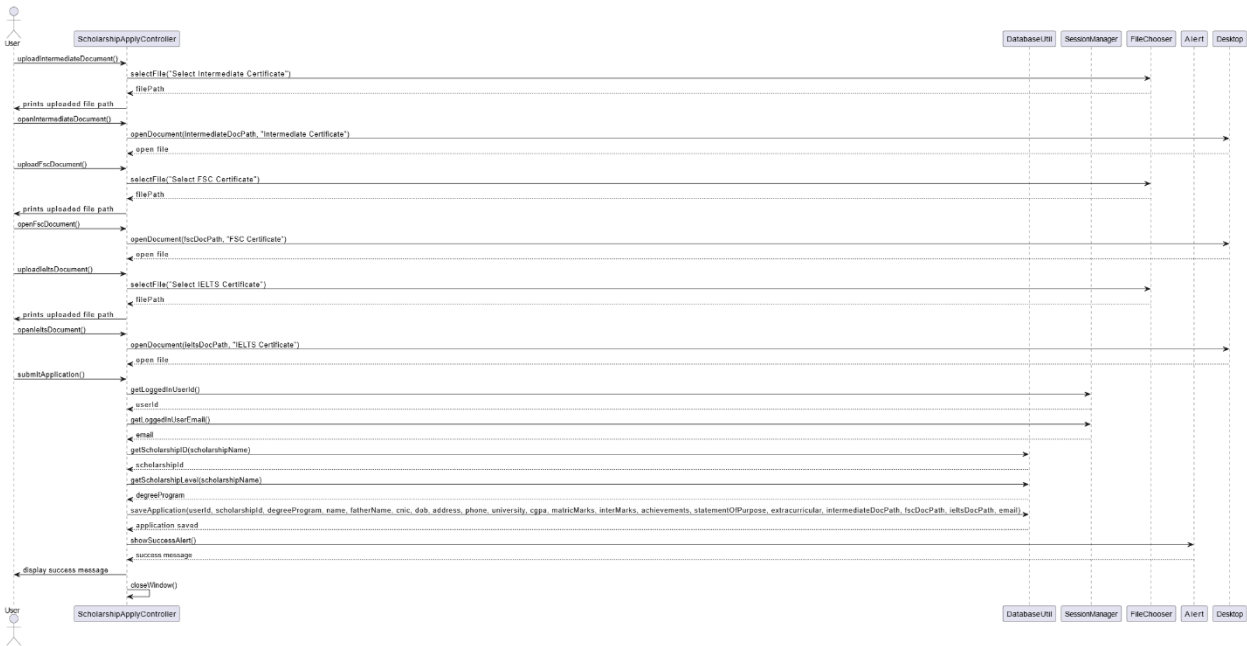 User
ScholarshipApplyController
DatabaseUtil
SessionManager
FileChooser
Alert
Desktop
uploadIntermediateDocument()
selectFile("Select Intermediate Certificate")
filePath
prints uploaded file path
openIntermediateDocument()
openDocument(intermediateDocPath, "Intermediate Certificate")
open file
uploadFscDocument()
selectFile("Select FSC Certificate")
filePath
prints uploaded file path
openFscDocument()
openDocument(fscDocPath, "FSC Certificate")
open file
uploadIeltsDocument()
selectFile("Select IELTS Certificate")
filePath
prints uploaded file path
openIeltsDocument()
openDocument(ieltsDocPath, "IELTS Certificate")
open file
submitApplication()
getLoggedInUserId()
userId
getLoggedInUserEmail()
email
getScholarshipID(scholarshipName)
scholarshipId
getScholarshipLevel(scholarshipName)
degreeProgram
saveApplication(userId, scholarshipId, degreeProgram, name, fatherName, cnic, dob, address, phone, university, cgpa, matricMarks, interMarks, achievements, statementOfPurpose, extracurricular, intermediateDocPath, fscDocPath, ieltsDocPath, email)
application saved
showSuccessAlert()
success message
display success message
closeWindow()
User
ScholarshipApplyController
DatabaseUtil
SessionManager
FileChooser
Alert
Desktop